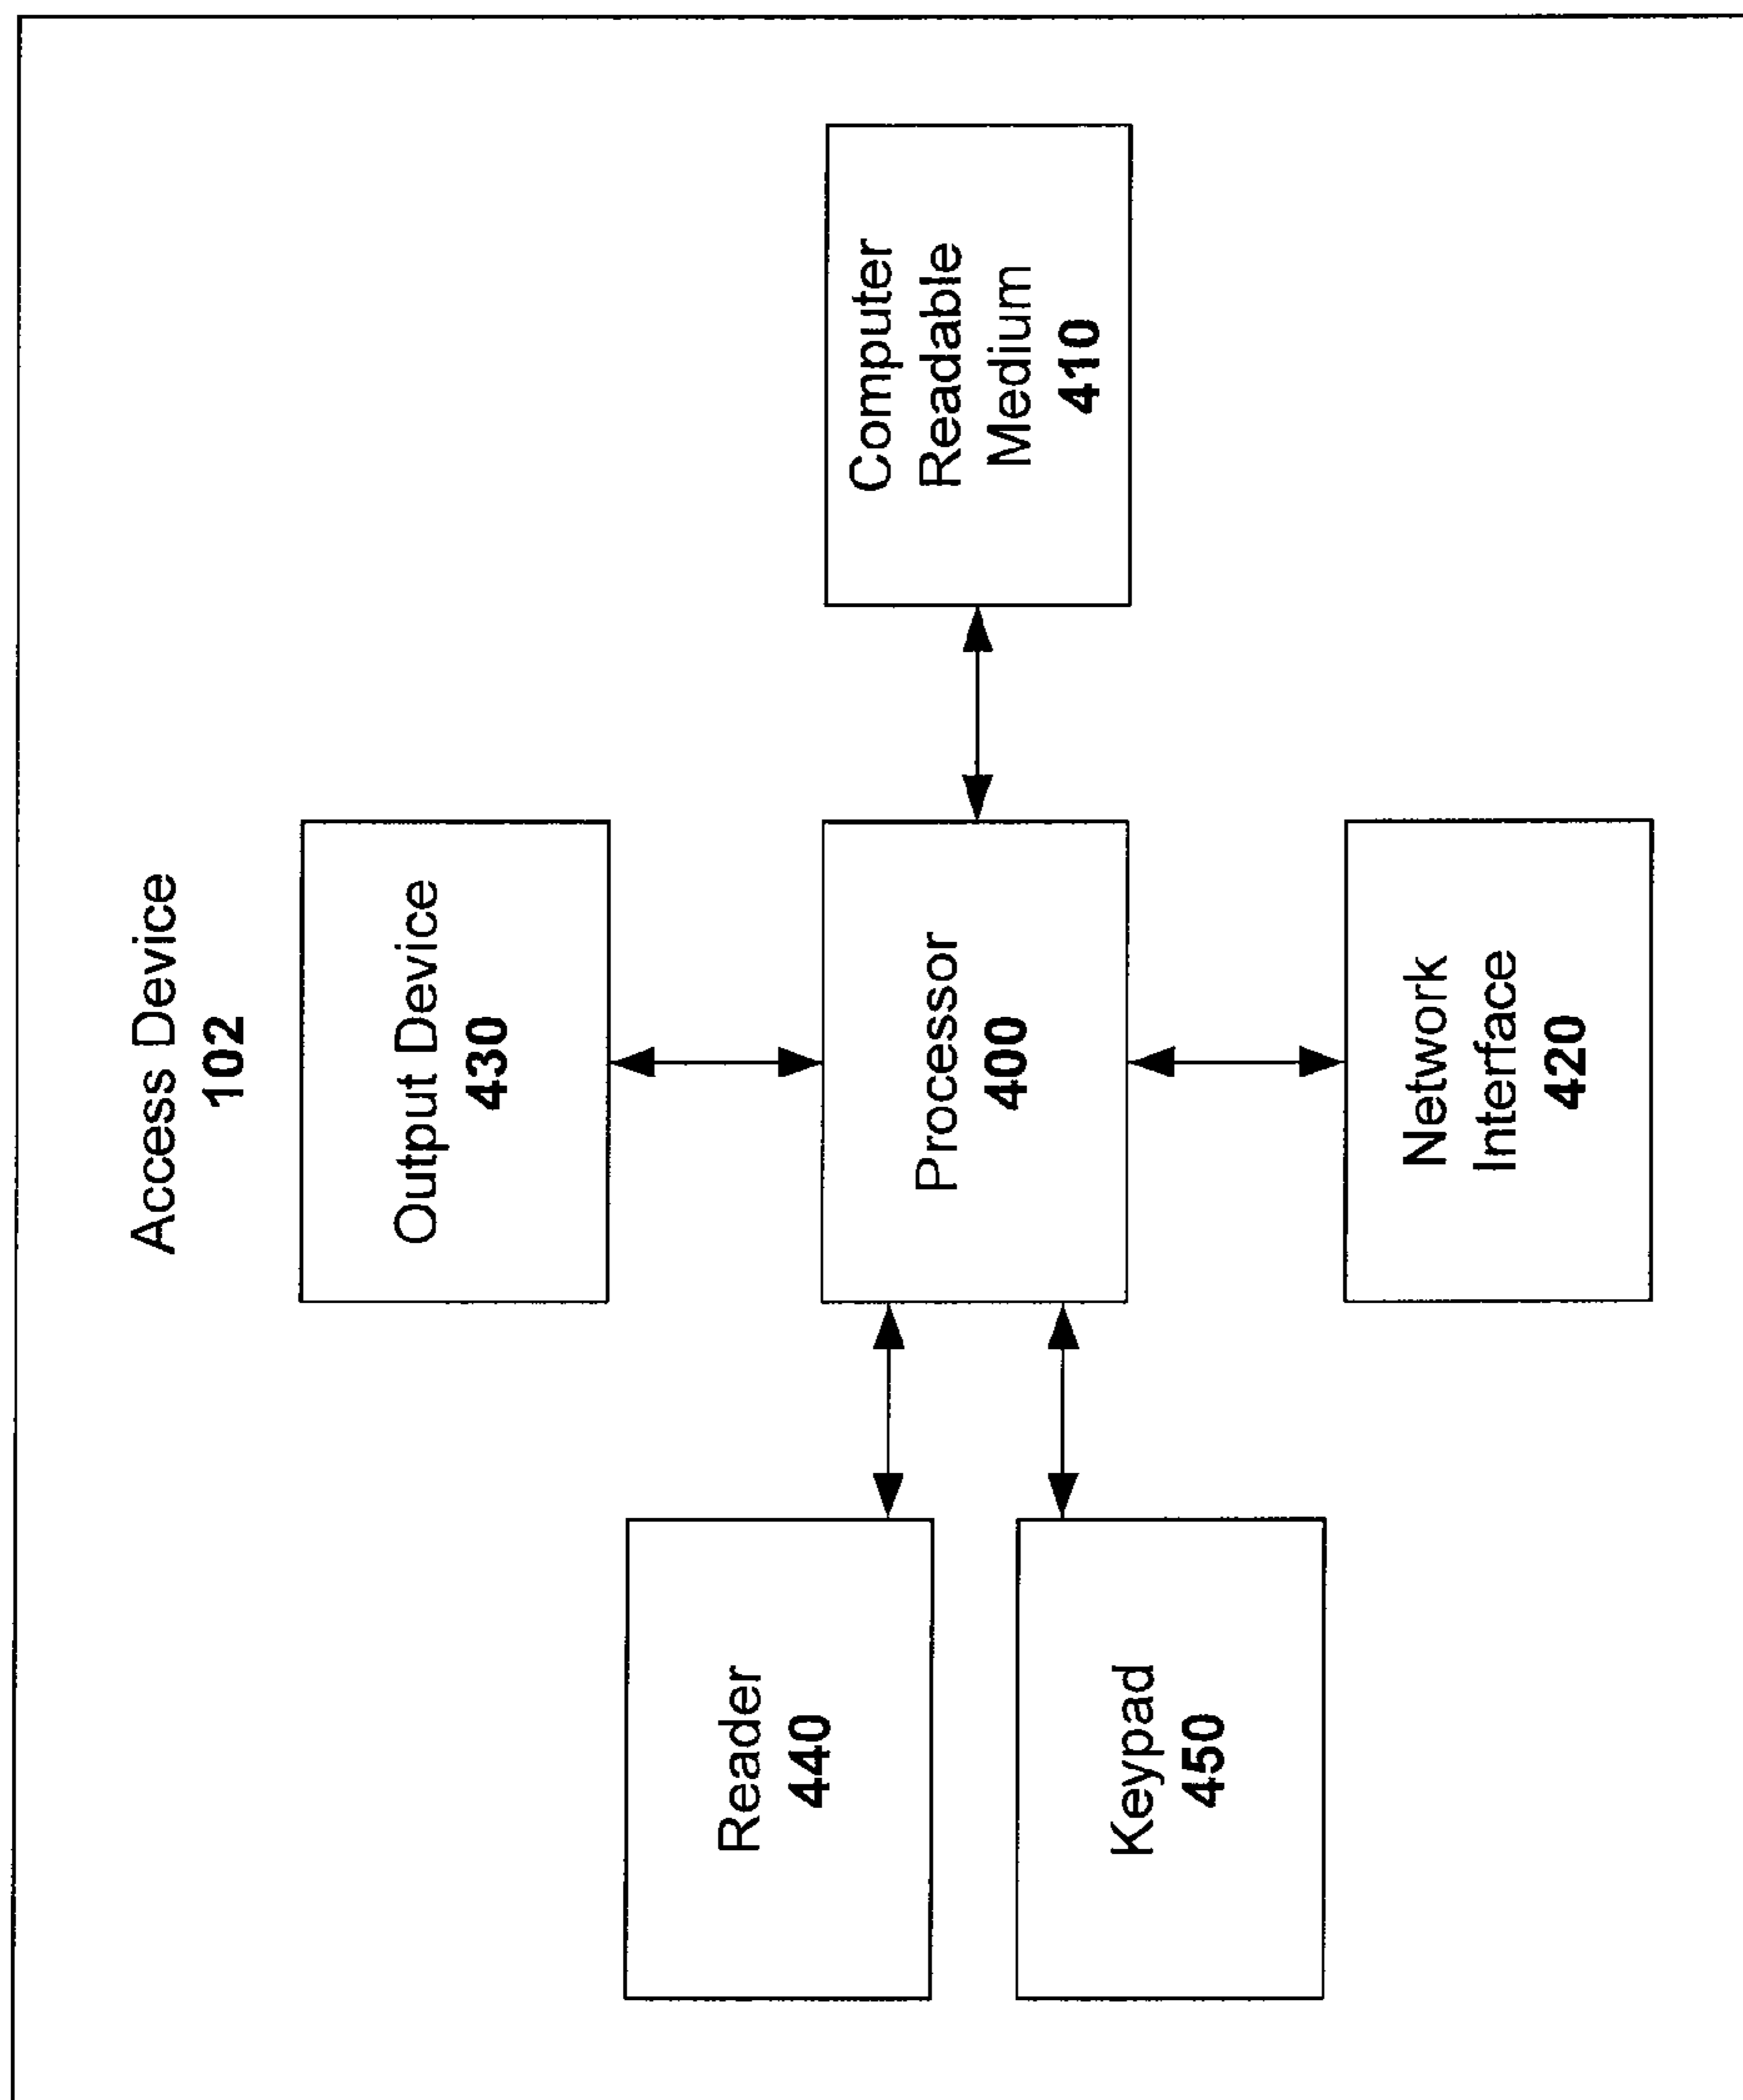 Access Device
102
Output Device
430
Reader
440
Processor
400
Computer
Readable
Medium
410
Keypad
450
Network
Interface
420